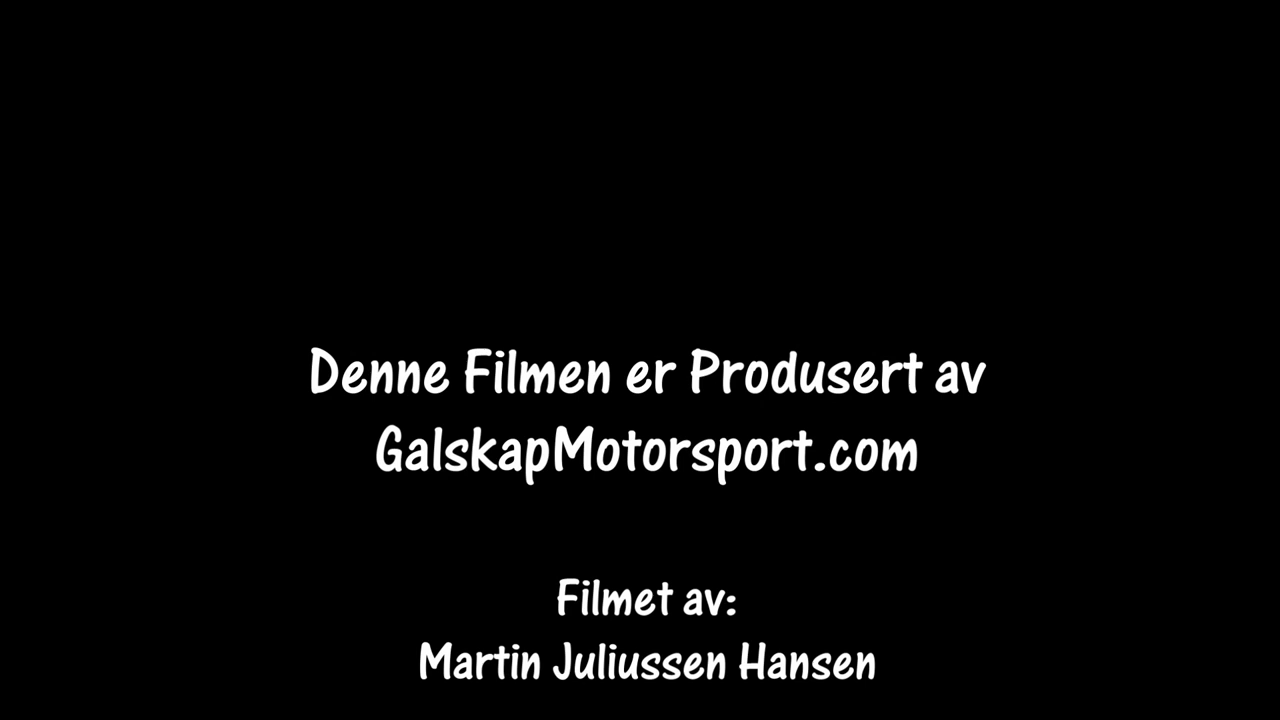 Denne Filmen er Produsert av
GalskapMotorsport.com
Filmet av:
Martin Juliussen Hansen